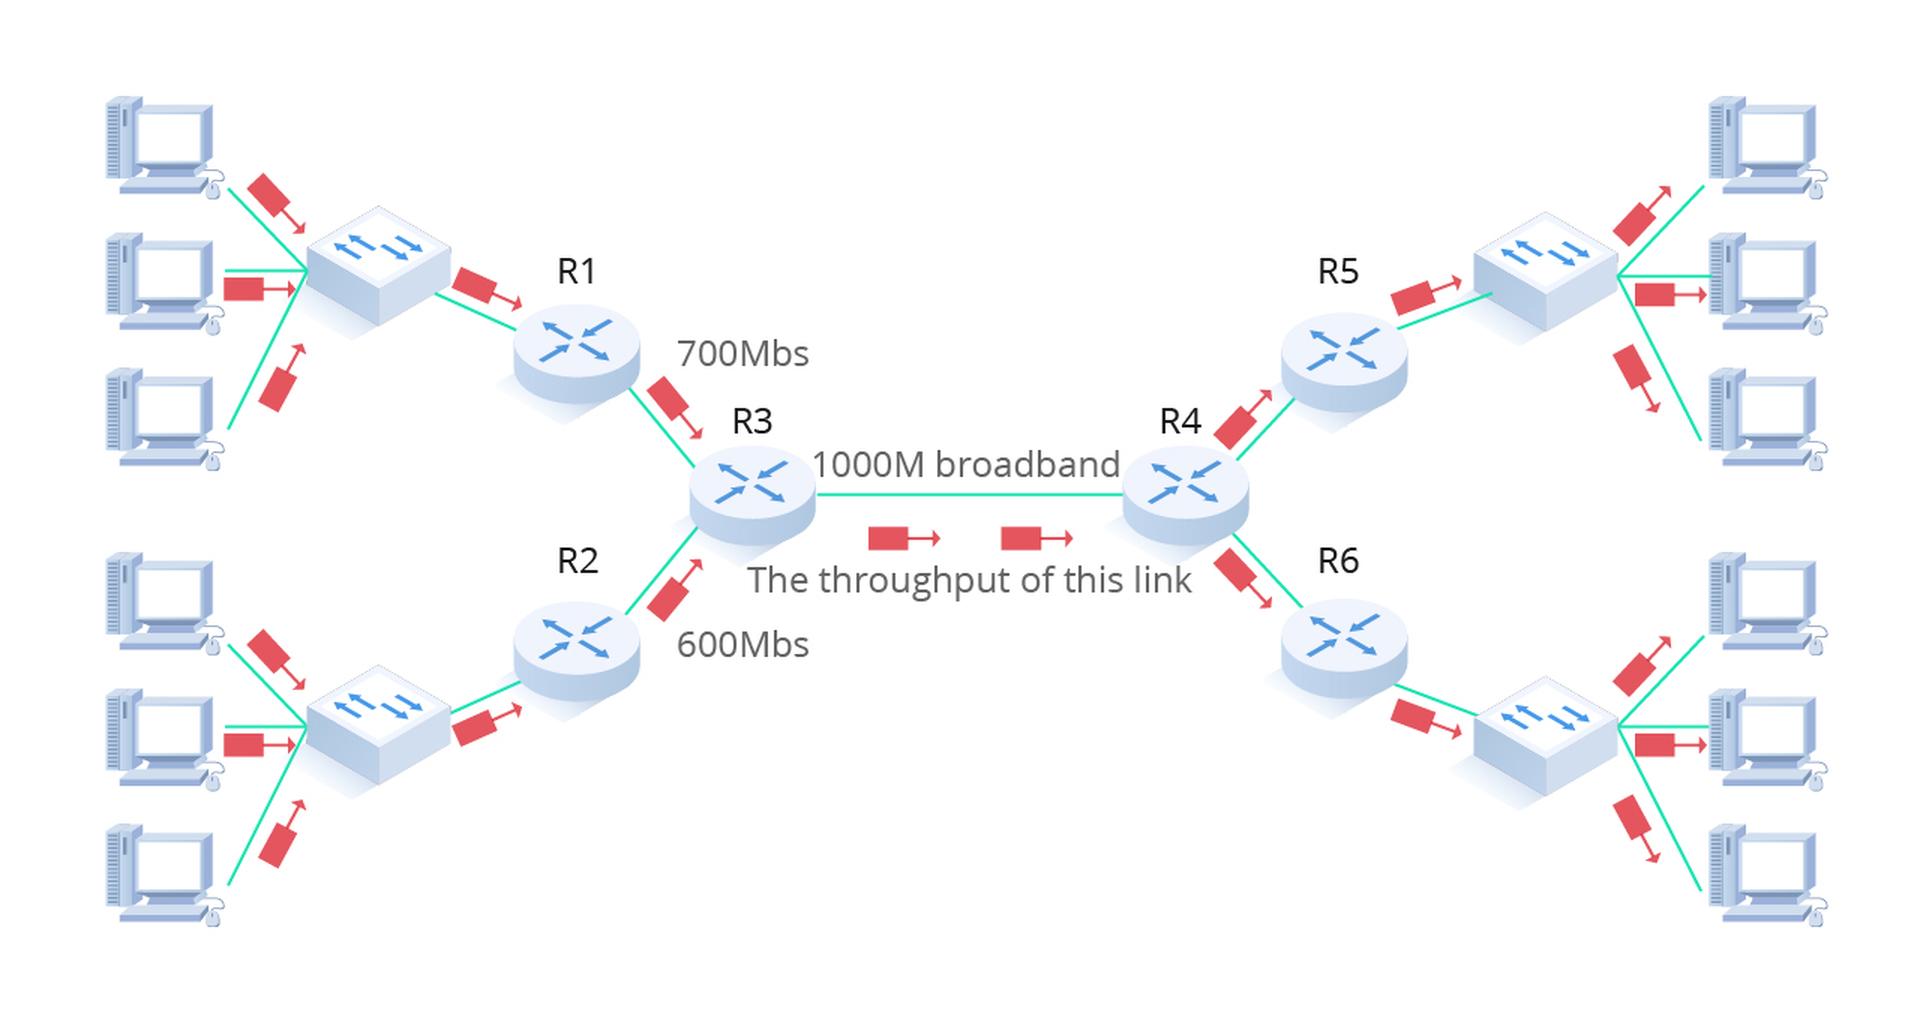 R1
R5
700Mbs
R3
R4
1000M broadband
R2
R6
The throughput of this link
600Mbs